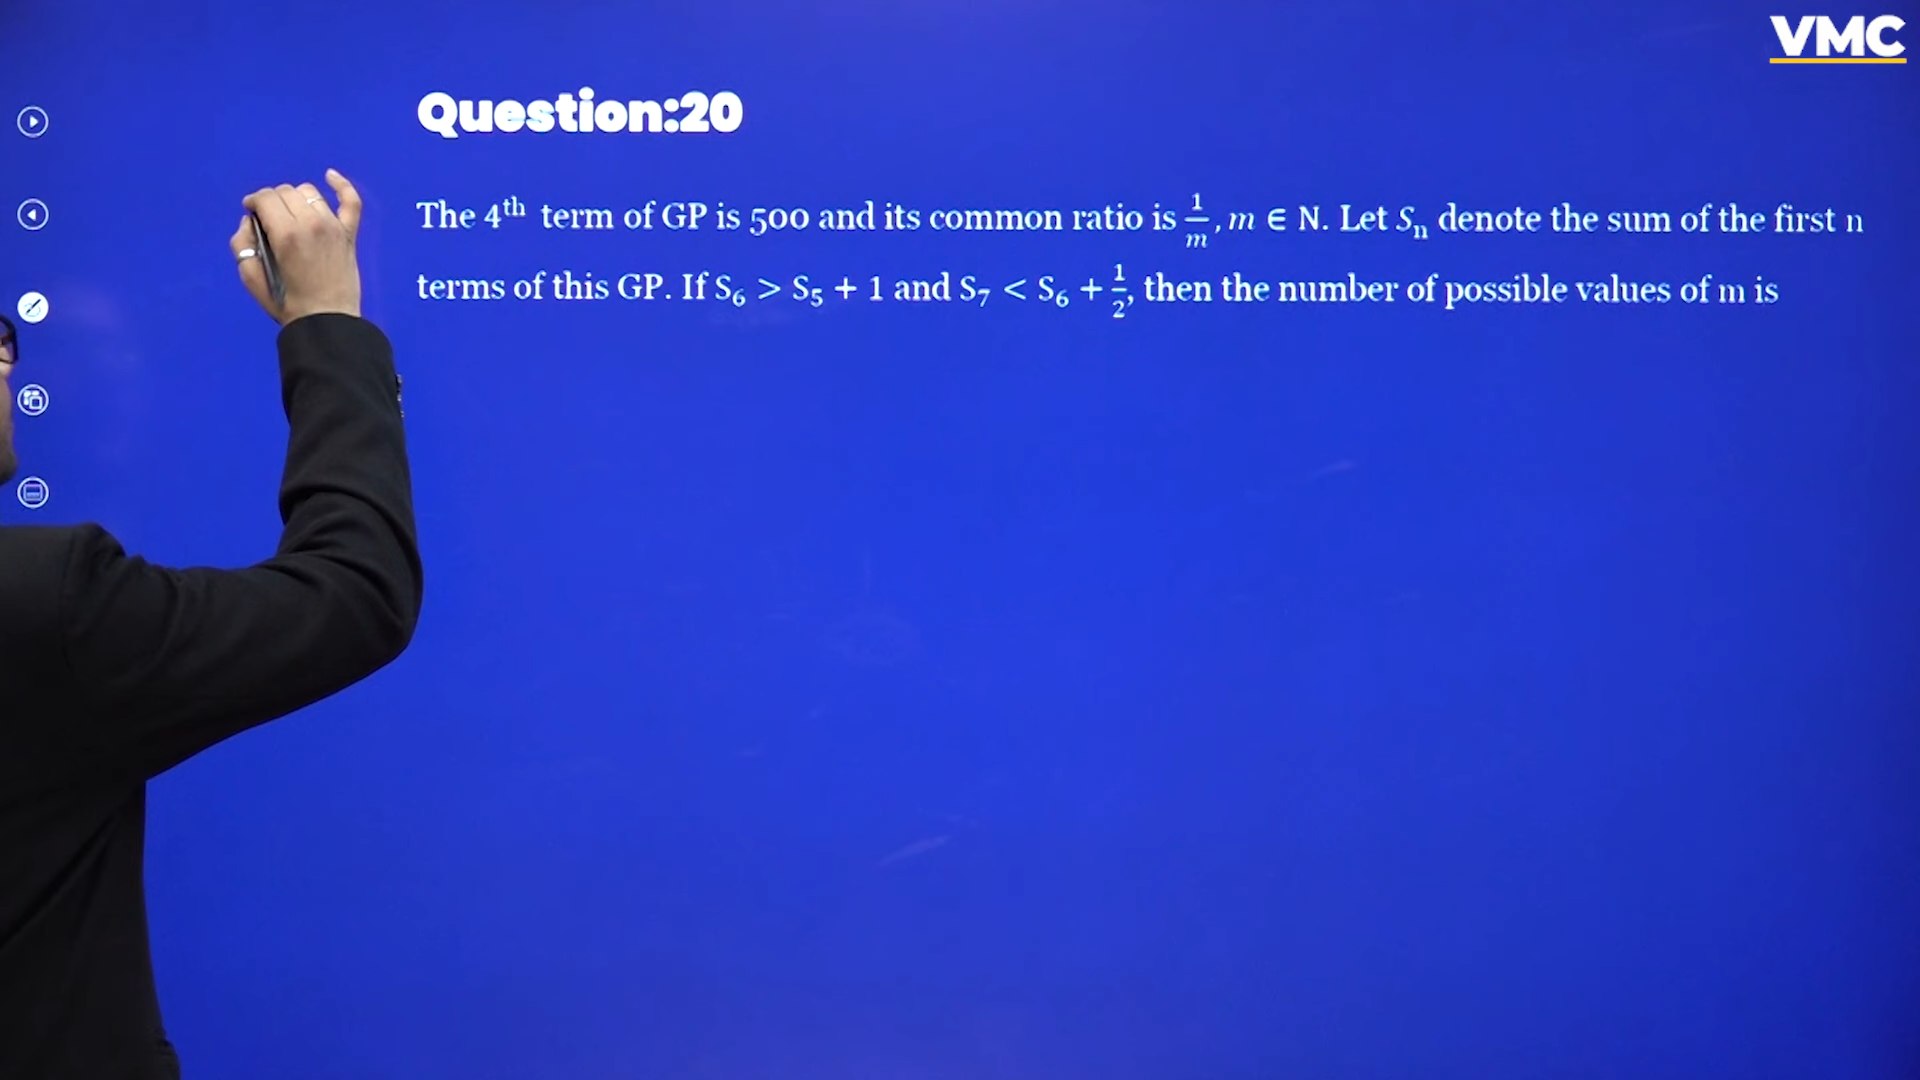 VMC
Question:20
The 4th term of GP is 500 and its common ratio is 1/m, m ∈ N. Let Sn denote the sum of the first n
terms of this GP. If S6 > S5 + 1 and S7 < S6 + 1/2, then the number of possible values of m is